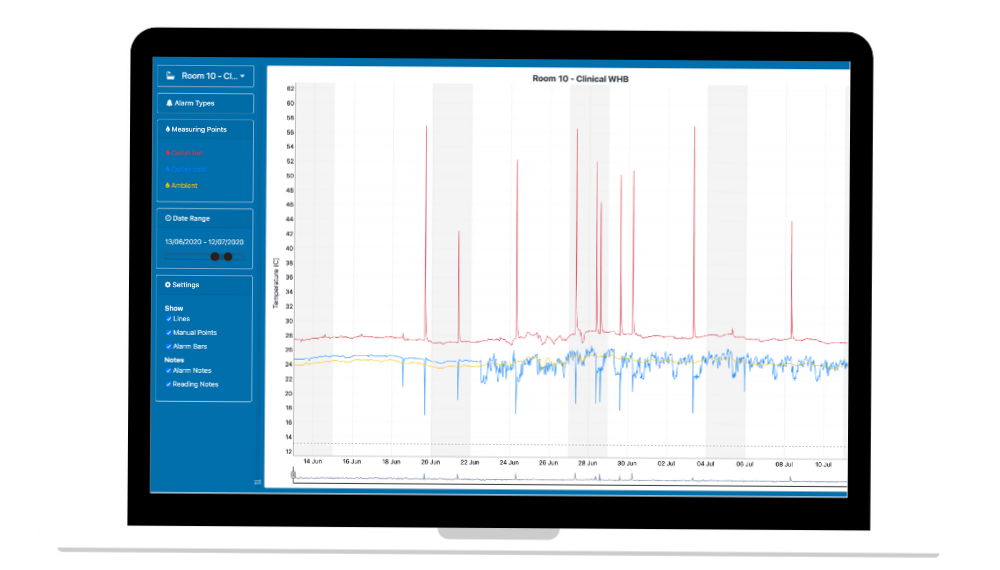 Room 10 - Cl...
Alarm Types
Measuring Points
Ambient
Date Range
13/06/2020 - 12/07/2020
Settings
Show
Lines
Manual Points
Alarm Bars
Notes
Alarm Notes
Reading Notes
Room 10 - Clinical WHB
Temperature (C)
62
60
58
56
54
52
50
48
46
44
42
40
38
36
34
32
30
28
26
24
22
20
18
16
14
12
14 Jun
16 Jun
18 Jun
20 Jun
22 Jun
24 Jun
26 Jun
28 Jun
30 Jun
02 Jul
04 Jul
06 Jul
08 Jul
10 Jul